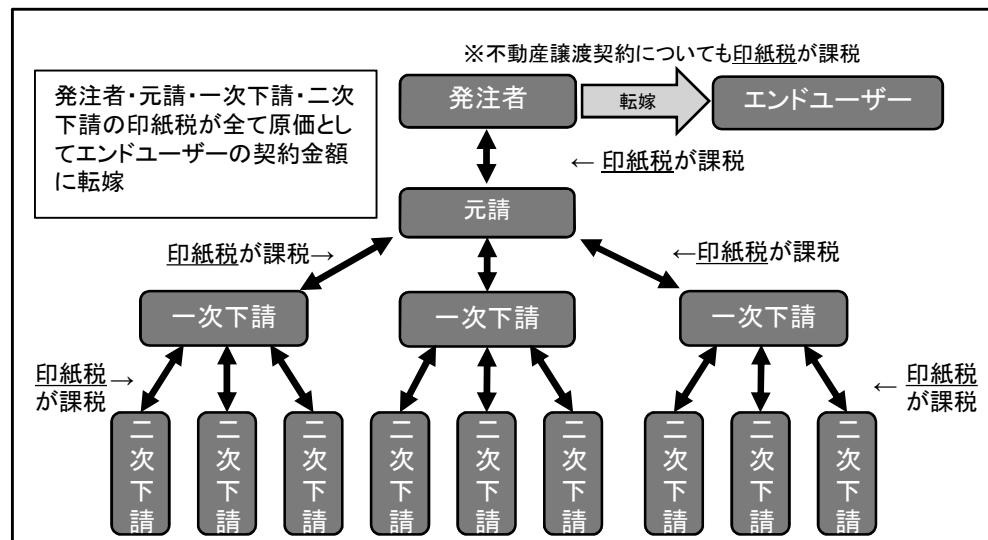 ※不動産譲渡契約についても印紙税が課税
発注者・元請・一次下請・二次
下請の印紙税が全て原価とし
てエンドユーザーの契約金額
に転嫁
発注者
転嫁
エンドユーザー
← 印紙税が課税
元請
印紙税が課税→
←印紙税が課税
一次下請
一次下請
一次下請
印紙税→
が課税
← 印紙税
が課税
二次下請
二次下請
二次下請
二次下請
二次下請
二次下請
二次下請
二次下請
二次下請